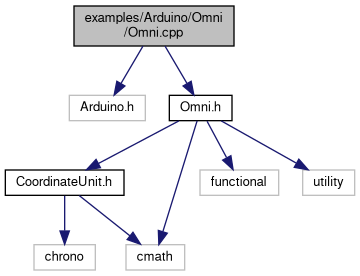 examples/Arduino/Omni
/Omni.cpp
Arduino.h
Omni.h
CoordinateUnit.h
functional
utility
chrono
cmath